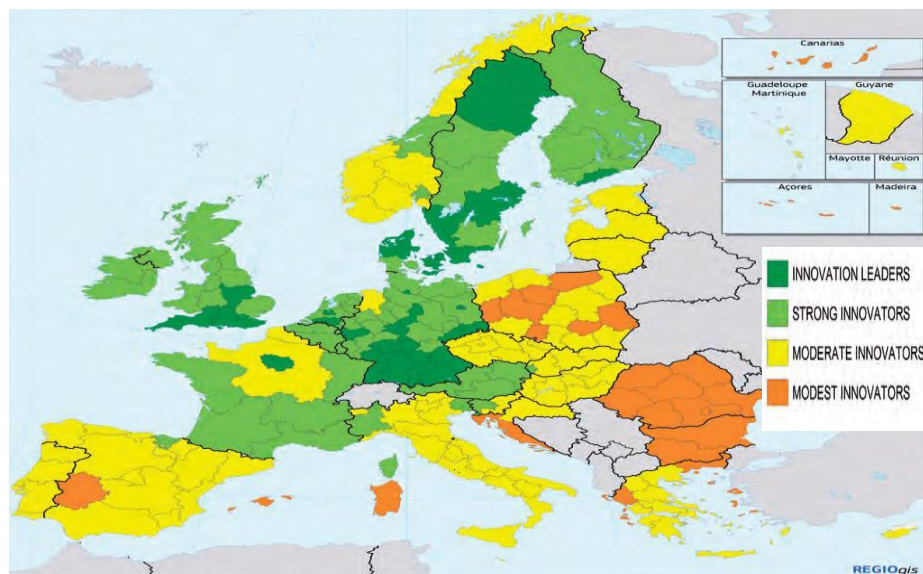 Canarias
Guadeloupe
Martinique
Guyane
Mayotte
Réunion
Açores
Madeira
INNOVATION LEADERS
STRONG INNOVATORS
MODERATE INNOVATORS
MODEST INNOVATORS
REGIOgis